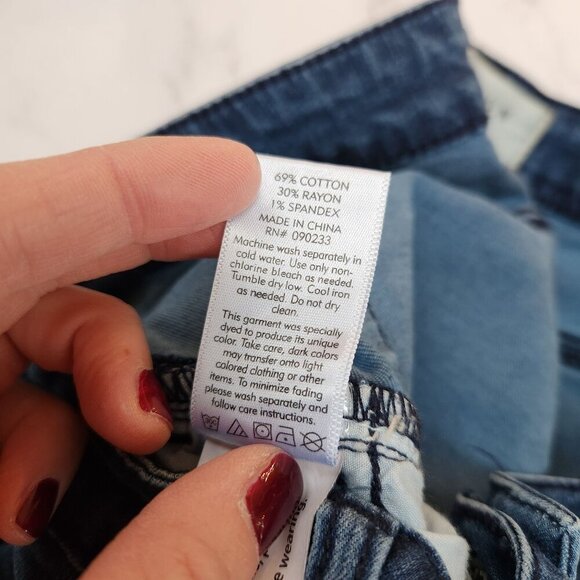 69% COTTON
30% RAYON
1% SPANDEX
MADE IN CHINA
RN# 090233
Machine wash separately in
cold water. Use only non-
chlorine bleach as needed.
Tumble dry low. Cool iron
as needed. Do not dry
clean.
This garment was specially
dyed to produce its unique
color. Take care, dark colors
may transfer onto light
colored clothing or other
items. To minimize fading
please wash separately and
follow care instructions.
wearing.